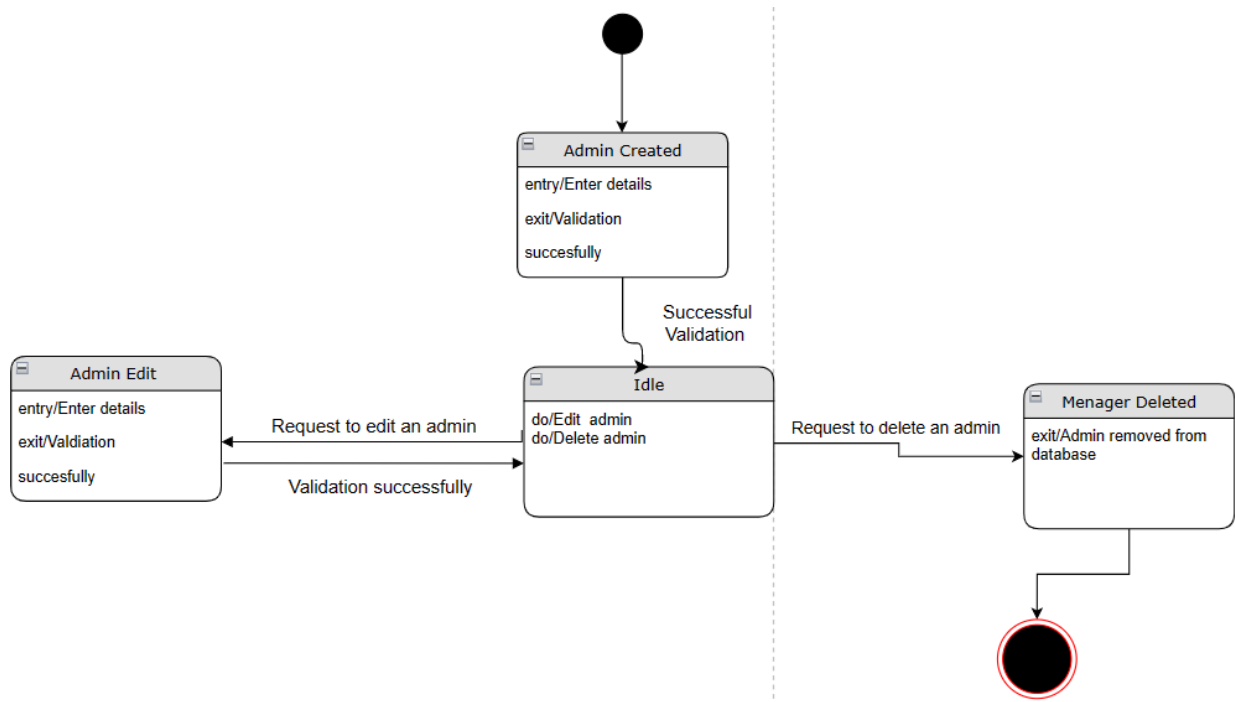 Admin Created
entry/Enter details
exit/Validation
succesfully
Successful
Validation
Admin Edit
entry/Enter details
exit/Valdiation
succesfully
Request to edit an admin
Validation successfully
Idle
do/Edit admin
do/Delete admin
Request to delete an admin
Menager Deleted
exit/Admin removed from
database